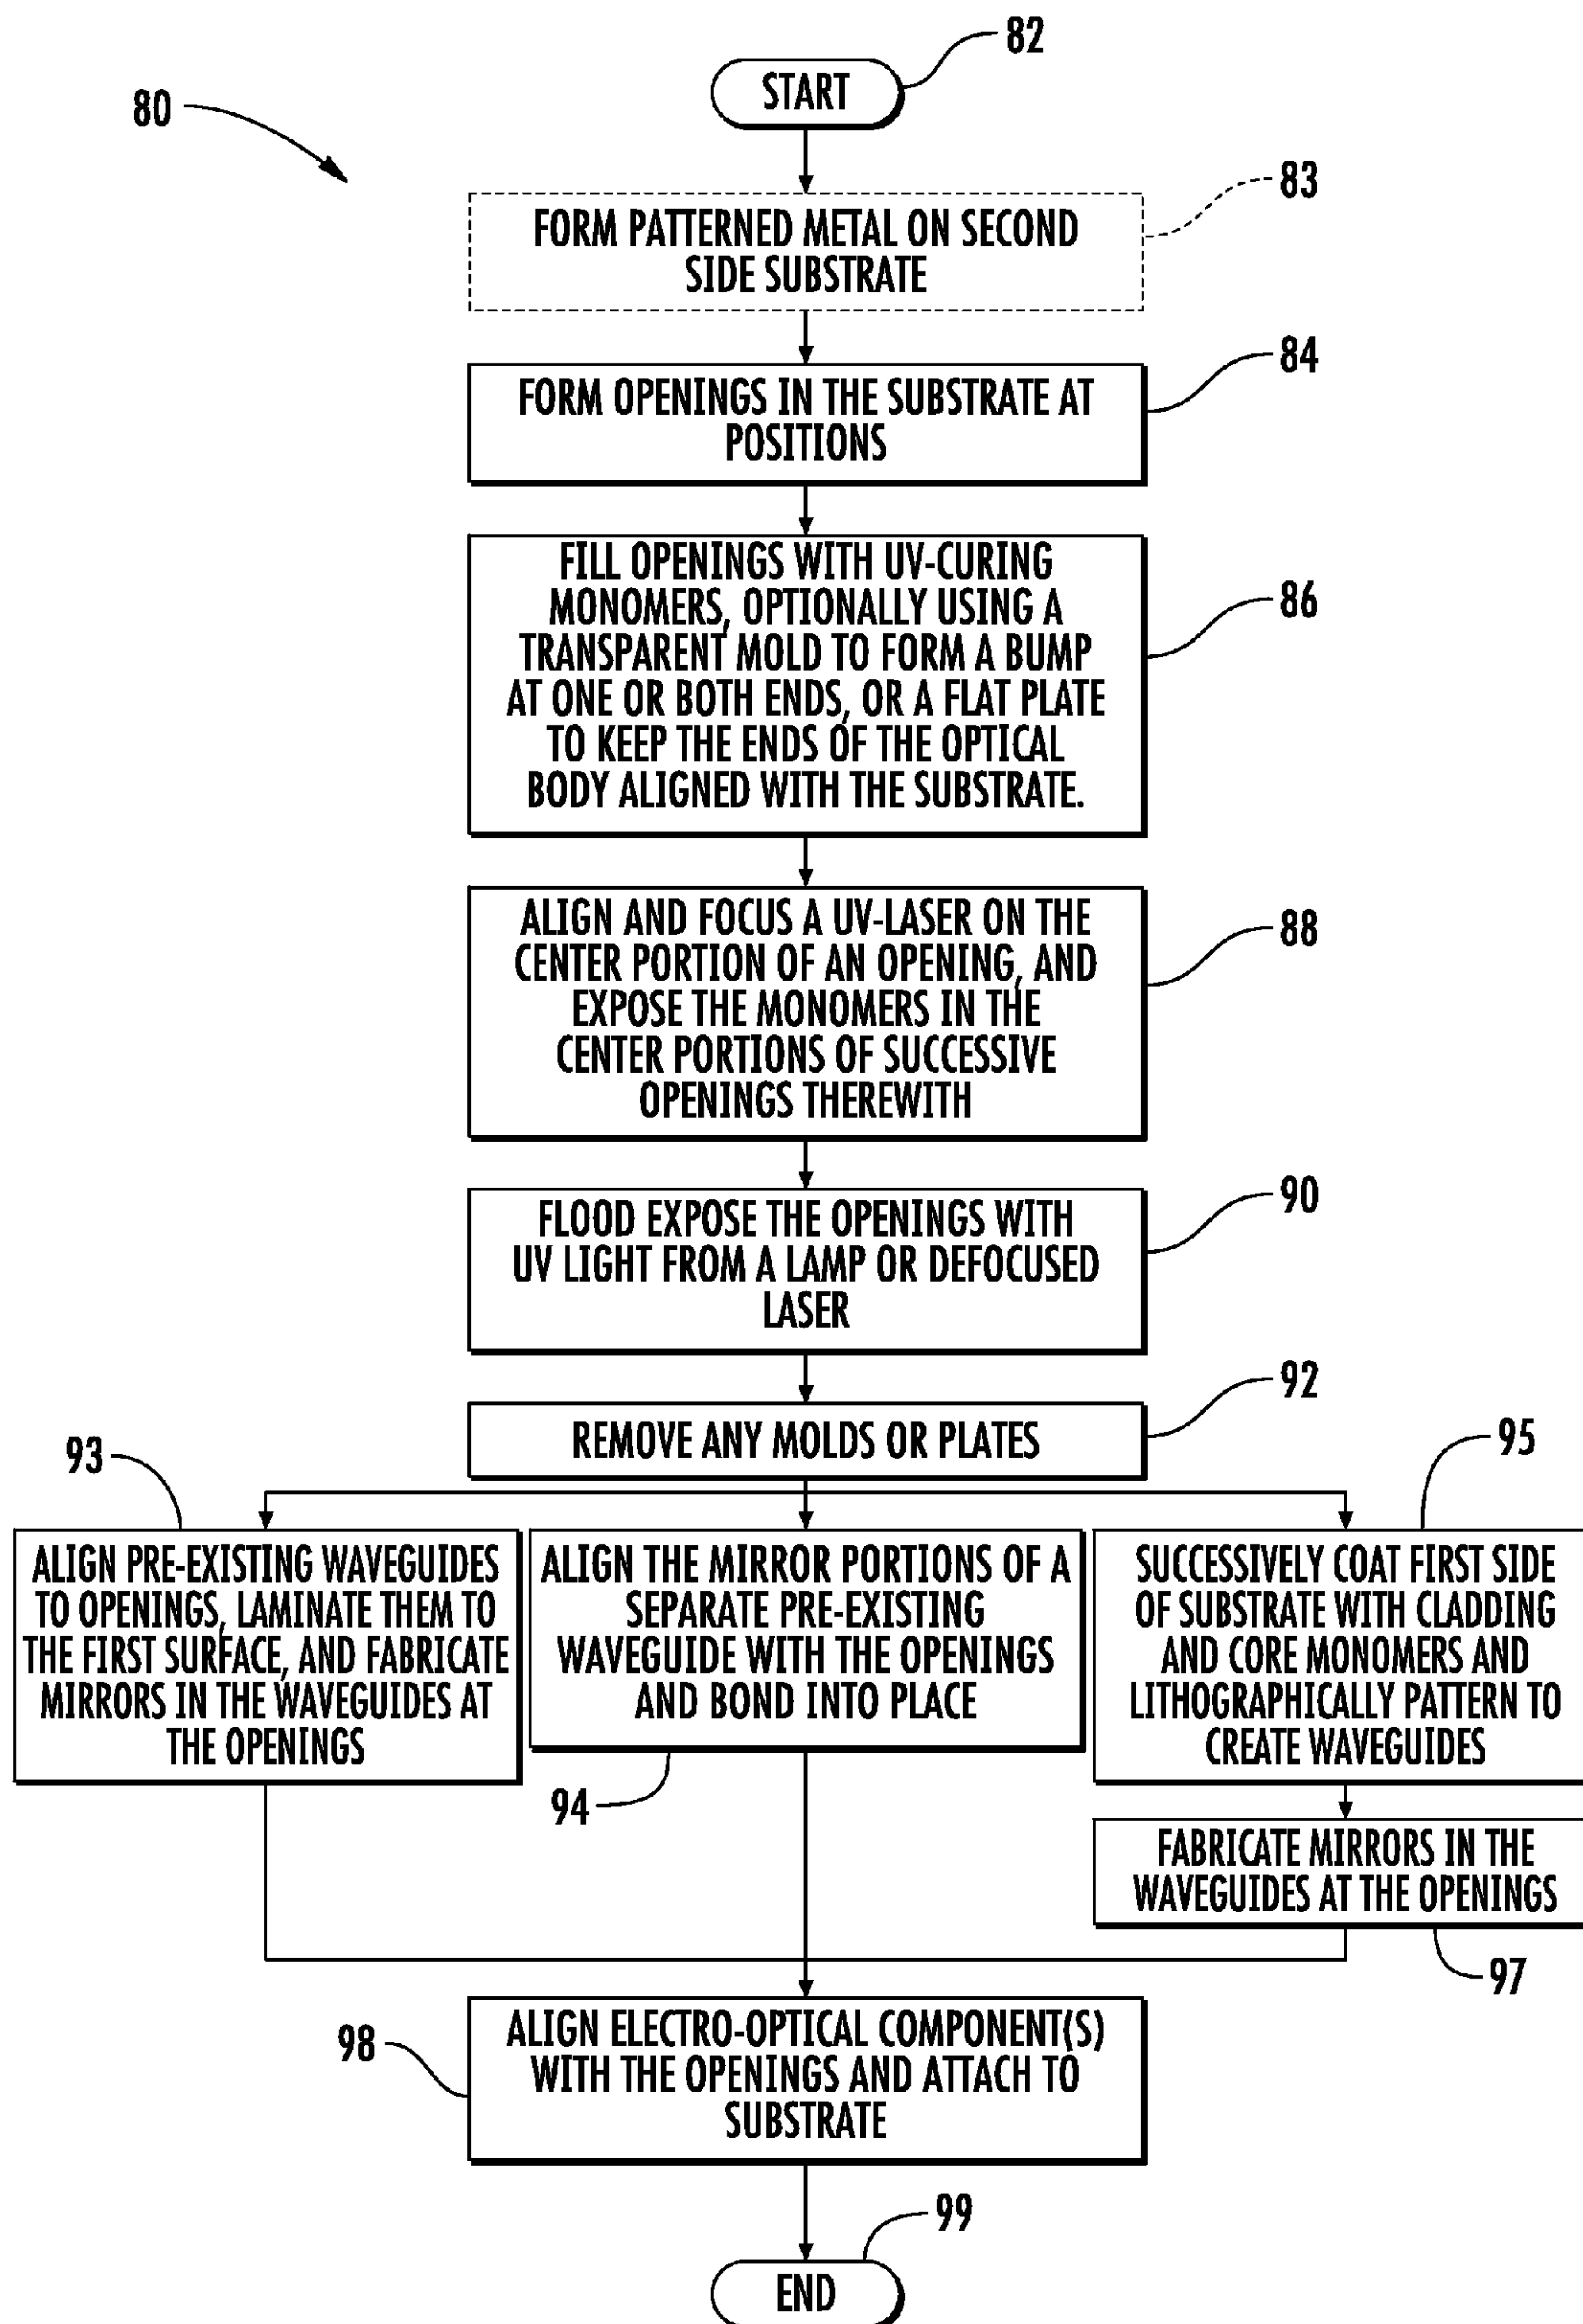 82
START
80
83
FORM PATTERNED METAL ON SECOND
SIDE SUBSTRATE
84
FORM OPENINGS IN THE SUBSTRATE AT
POSITIONS
FILL OPENINGS WITH UV-CURING
MONOMERS, OPTIONALLY USING A
TRANSPARENT MOLD TO FORM A BUMP
AT ONE OR BOTH ENDS, OR A FLAT PLATE
TO KEEP THE ENDS OF THE OPTICAL
BODY ALIGNED WITH THE SUBSTRATE.
86
ALIGN AND FOCUS A UV-LASER ON THE
CENTER PORTION OF AN OPENING, AND
EXPOSE THE MONOMERS IN THE
CENTER PORTIONS OF SUCCESSIVE
OPENINGS THEREWITH
88
90
FLOOD EXPOSE THE OPENINGS WITH
UV LIGHT FROM A LAMP OR DEFOCUSED
LASER
92
REMOVE ANY MOLDS OR PLATES
93
95
ALIGN PRE-EXISTING WAVEGUIDES
TO OPENINGS, LAMINATE THEM TO
THE FIRST SURFACE, AND FABRICATE
MIRRORS IN THE WAVEGUIDES AT
THE OPENINGS
ALIGN THE MIRROR PORTIONS OF A
SEPARATE PRE-EXISTING
WAVEGUIDE WITH THE OPENINGS
AND BOND INTO PLACE
94
SUCCESSIVELY COAT FIRST SIDE
OF SUBSTRATE WITH CLADDING
AND CORE MONOMERS AND
LITHOGRAPHICALLY PATTERN TO
CREATE WAVEGUIDES
FABRICATE MIRRORS IN THE
WAVEGUIDES AT THE OPENINGS
97
98
ALIGN ELECTRO-OPTICAL COMPONENT(S)
WITH THE OPENINGS AND ATTACH TO
SUBSTRATE
99
END